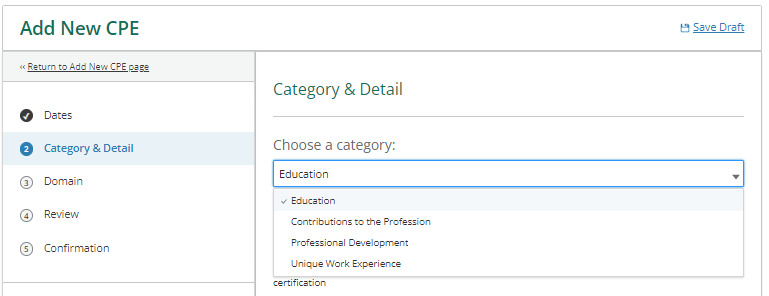 Add New CPE
Save Draft
« Return to Add New CPE page
Dates
2 Category & Detail
3 Domain
4 Review
5 Confirmation
Category & Detail
Choose a category:
Education
Education
Contributions to the Profession
Professional Development
Unique Work Experience
certification